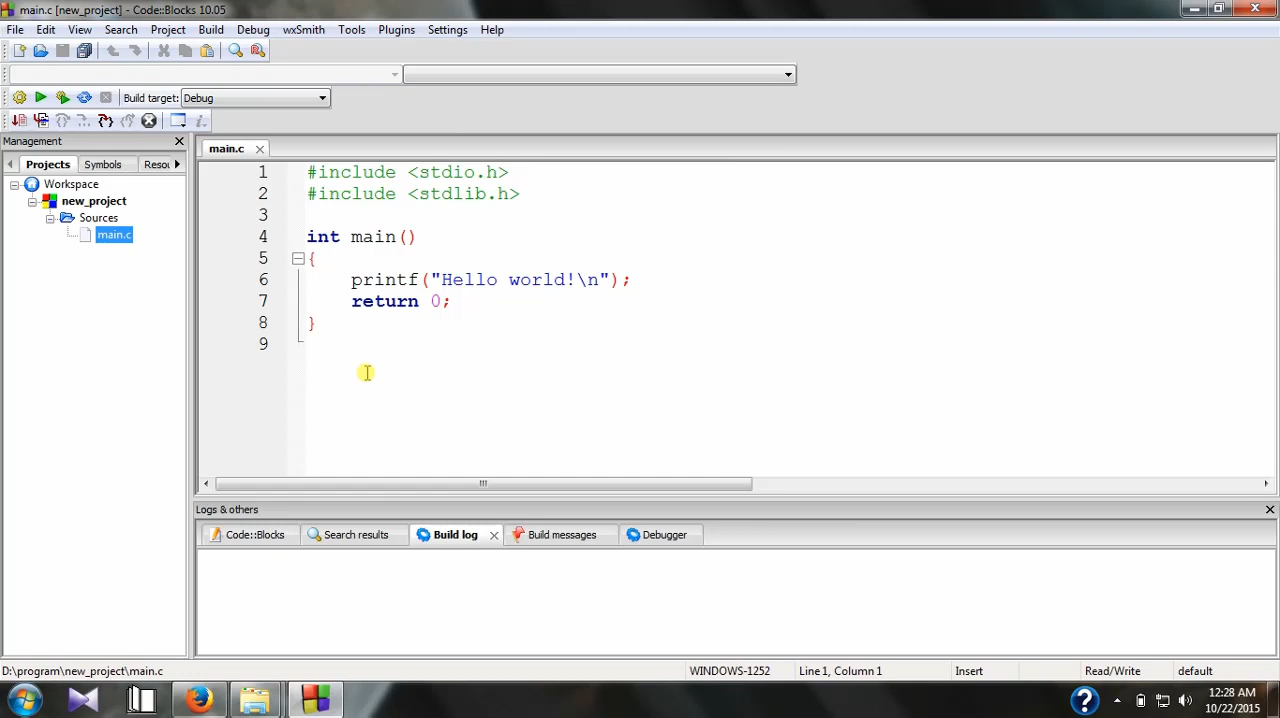 main.c [new_project] - Code::Blocks 10.05
File Edit View Search Project Build Debug wxSmith Tools Plugins Settings Help
Build target: Debug
Management
Projects Symbols Resou
main.c
Workspace
new_project
Sources
main.c
1 #include <stdio.h>
2 #include <stdlib.h>
3
4 int main()
5 {
6 printf("Hello world!\n");
7 return 0;
8 }
9
Logs & others
Code::Blocks Search results Build log Build messages Debugger
D:\program\new_project\main.c WINDOWS-1252 Line 1, Column 1 Insert Read/Write default
12:28 AM
10/22/2015